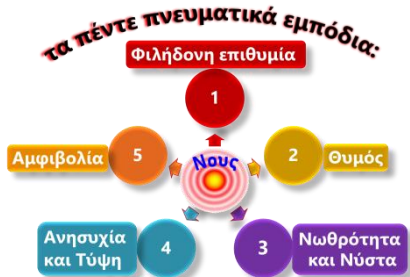 τα πέντε πνευματικά εμπόδια:
Φιλήδονη επιθυμία
1
Αμφιβολία
5
Νους
2
Θυμός
Ανησυχία
και Τύψη
4
3
Νωθρότητα
και Νύστα